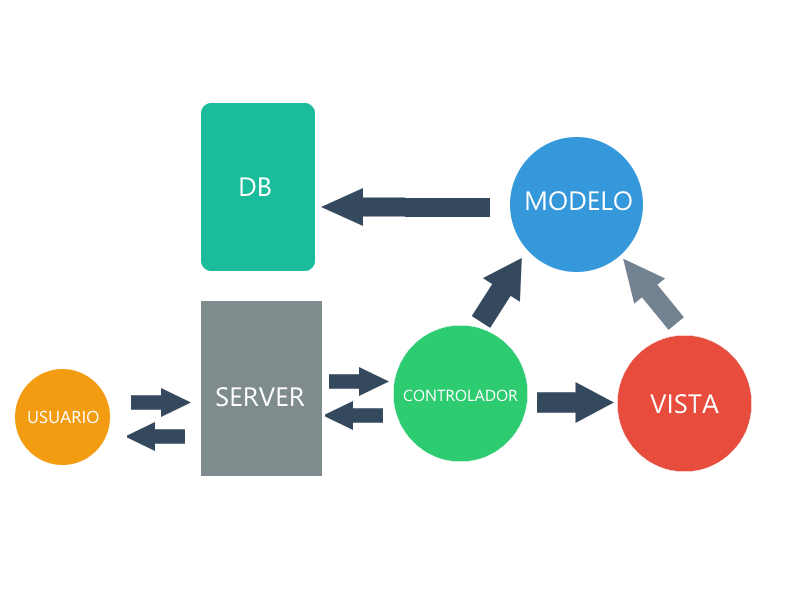 DB
MODELO
USUARIO
SERVER
CONTROLADOR
VISTA